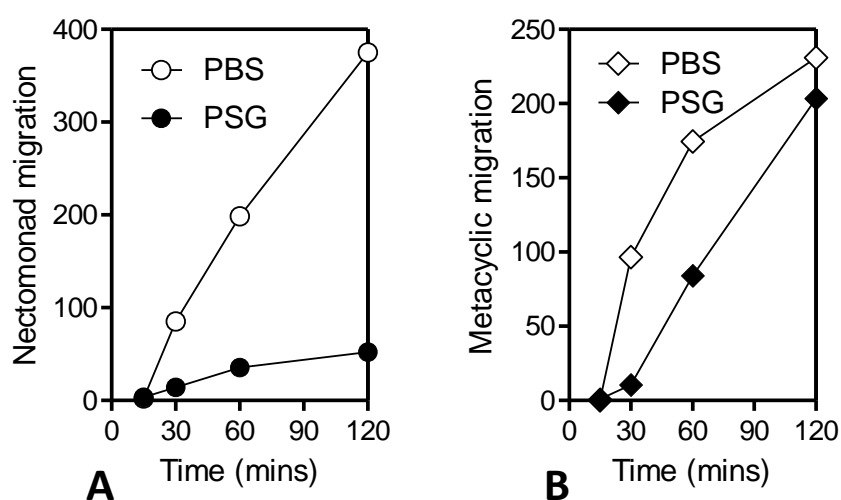 400
300
200
100
0
Nectomonad migration
PBS
PSG
0 30 60 90 120
Time (mins)
A
250
200
150
100
50
0
Metacyclic migration
PBS
PSG
0 30 60 90 120
Time (mins)
B